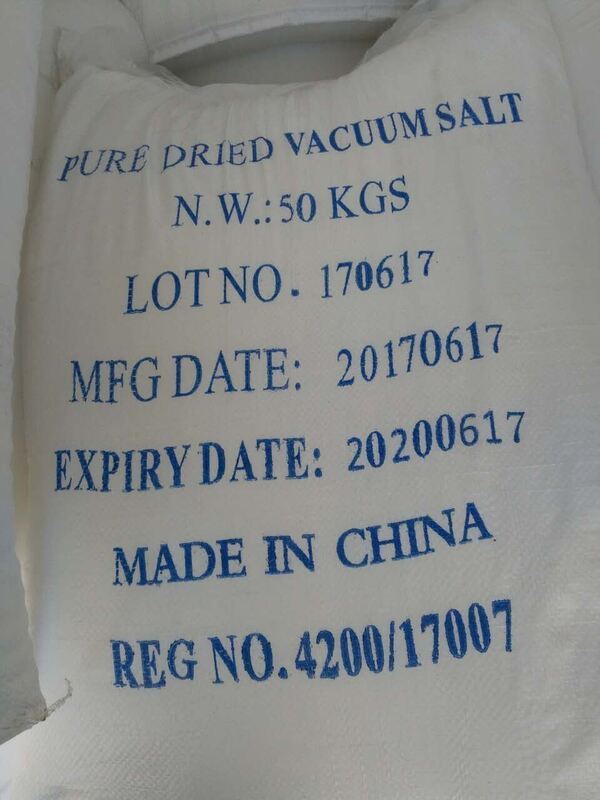 PURE DRIED VACUUM SALT
N.W.:50 KGS
LOT NO. 170617
MFG DATE: 20170617
EXPIRY DATE: 20200617
MADE IN CHINA
REG NO.4200/17007